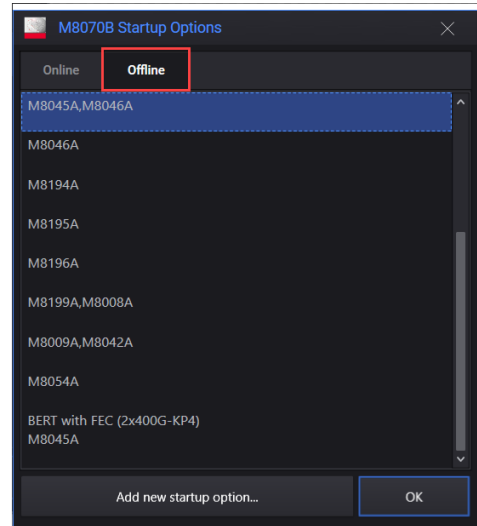 M8070B Startup Options
Online Offline
M8045A,M8046A
M8046A
M8194A
M8195A
M8196A
M8199A,M8008A
M8009A,M8042A
M8054A
BERT with FEC (2x400G-KP4)
M8045A
Add new startup option... OK